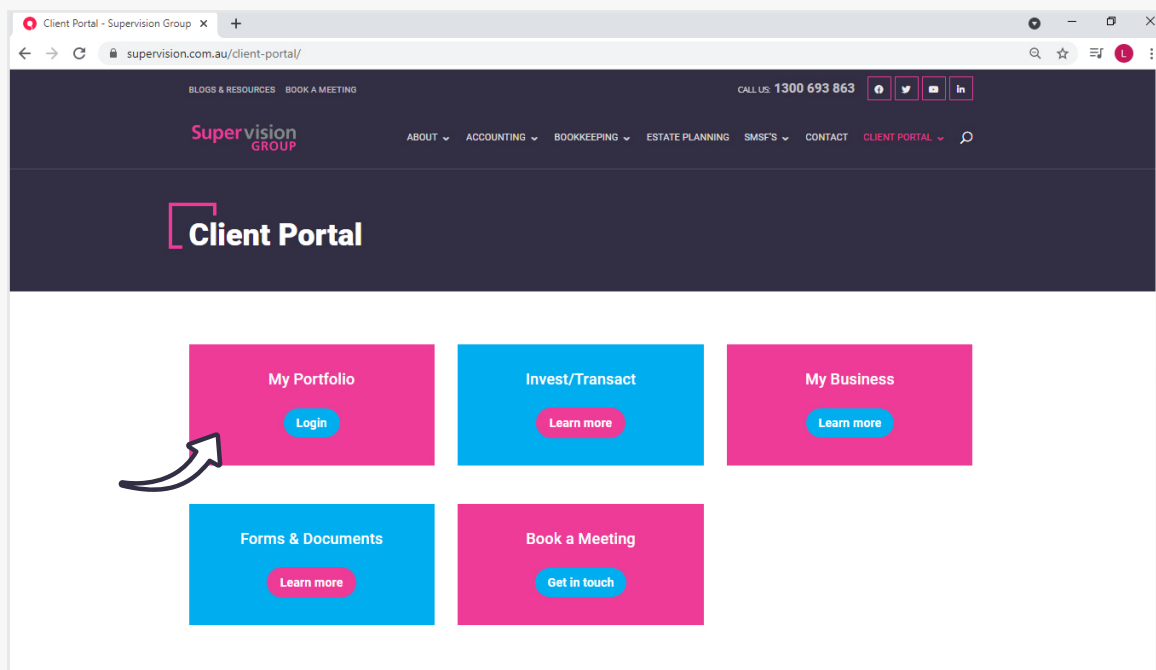 Client Portal - Supervision Group
supervision.com.au/client-portal/
L
BLOGS & RESOURCES BOOK A MEETING
CALL US: 1300 693 863
in
Supervision
GROUP
ABOUT ACCOUNTING BOOKKEEPING ESTATE PLANNING SMSF'S CONTACT CLIENT PORTAL
Client Portal
My Portfolio
Login
Invest/Transact
Learn more
My Business
Learn more
Forms & Documents
Learn more
Book a Meeting
Get in touch